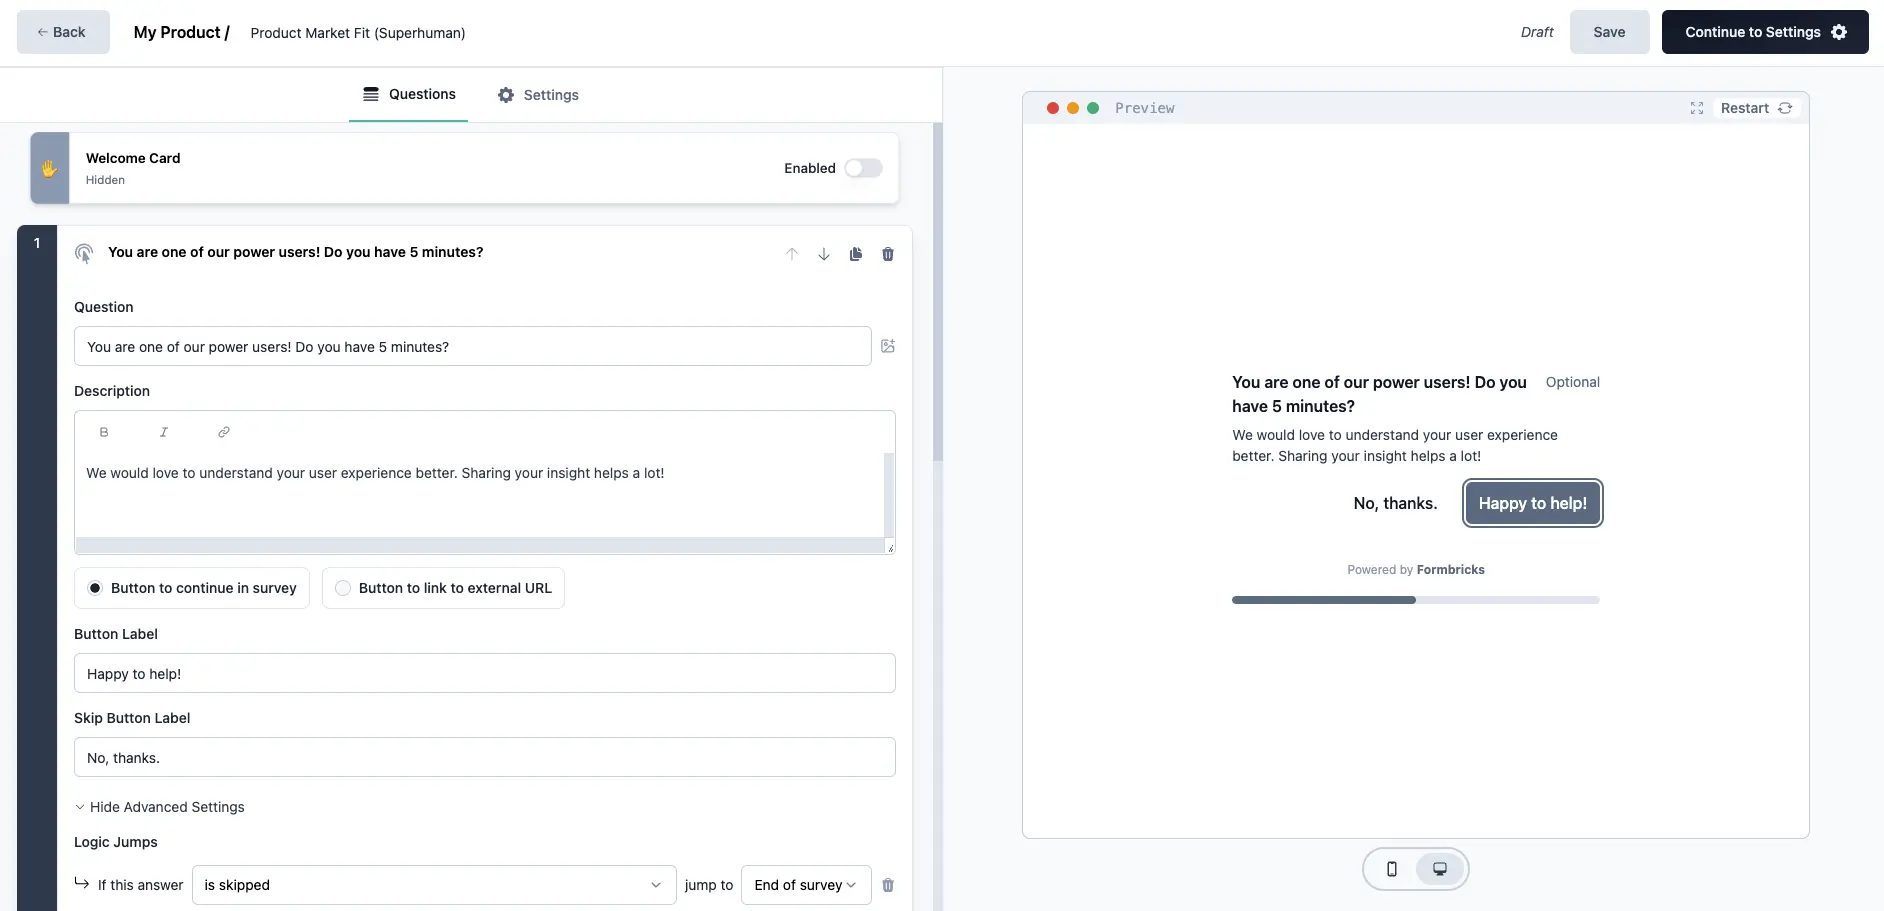 ← Back
My Product /
Product Market Fit (Superhuman)
Draft
Save
Continue to Settings
Questions
Settings
Welcome Card
Hidden
Enabled
1
You are one of our power users! Do you have 5 minutes?
Question
You are one of our power users! Do you have 5 minutes?
Description
B
I
We would love to understand your user experience better. Sharing your insight helps a lot!
Button to continue in survey
Button to link to external URL
Button Label
Happy to help!
Skip Button Label
No, thanks.
Hide Advanced Settings
Logic Jumps
If this answer
is skipped
jump to
End of survey
Preview
Restart
You are one of our power users! Do you
have 5 minutes?
Optional
We would love to understand your user experience
better. Sharing your insight helps a lot!
No, thanks.
Happy to help!
Powered by Formbricks